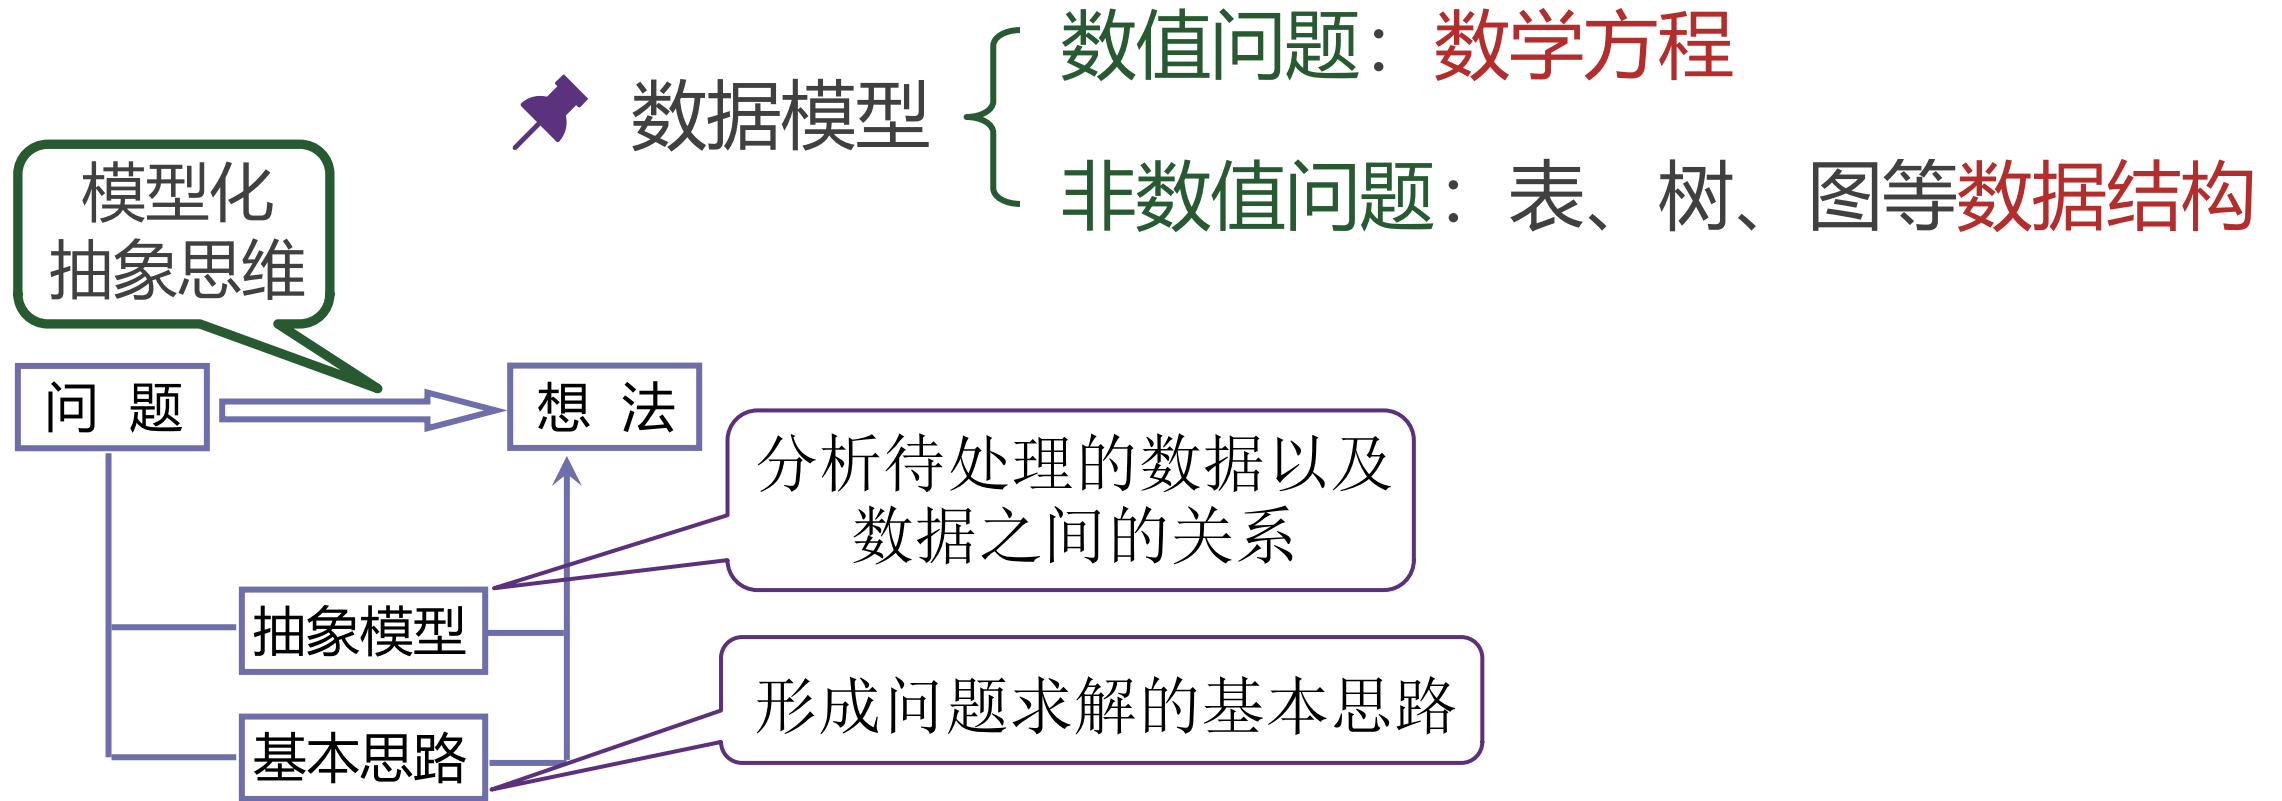 数值问题：数学方程
数据模型
非数值问题：表、树、图等数据结构
模型化
抽象思维
问 题
想 法
分析待处理的数据以及
数据之间的关系
抽象模型
形成问题求解的基本思路
基本思路